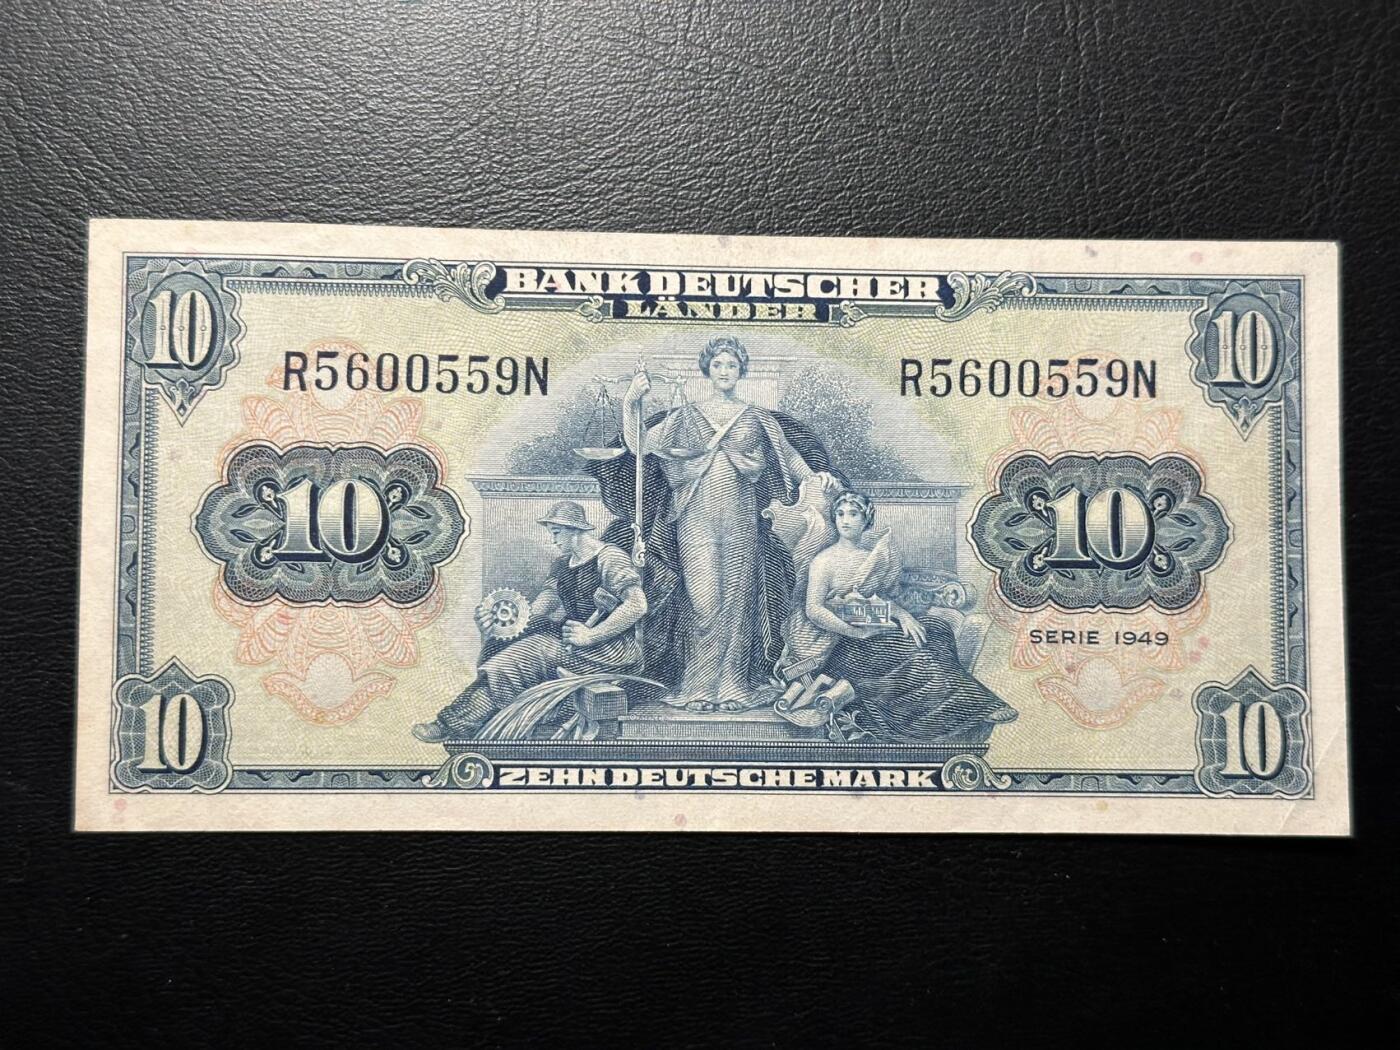 BANK DEUTSCHER
LÄNDER
10 10
R5600559N R5600559N
10 10
SERIE 1949
10 10
ZEHN DEUTSCHE MARK